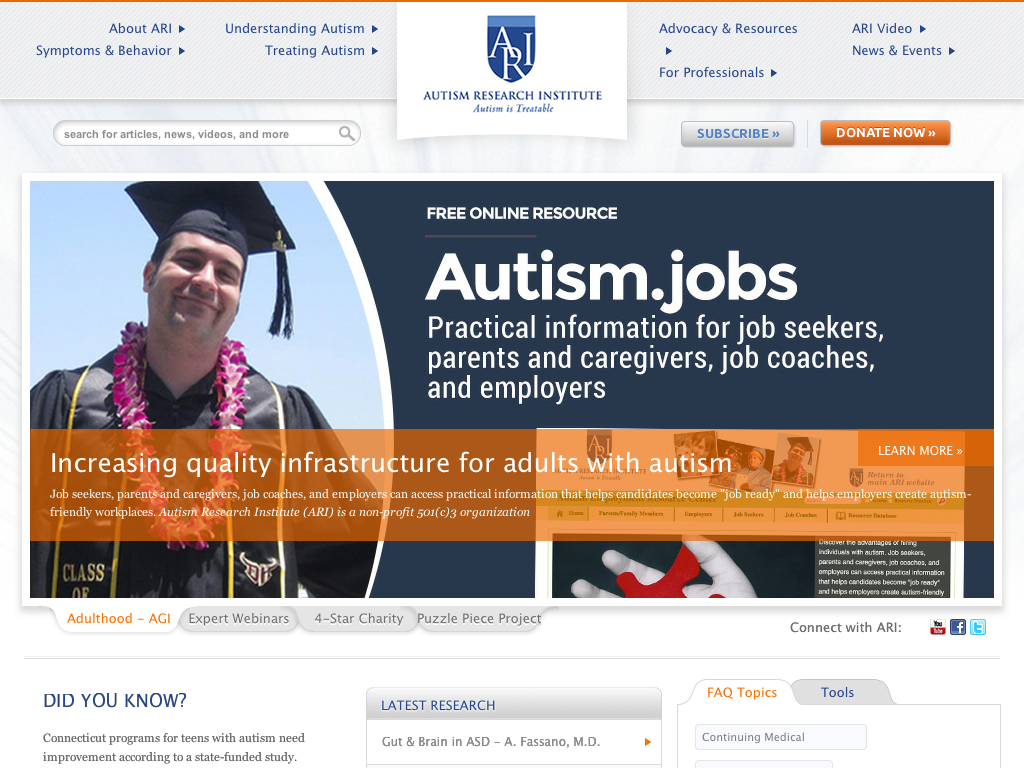 About ARI
Understanding Autism
Symptoms & Behavior
Treating Autism
ARI
AUTISM RESEARCH INSTITUTE
Autism is Treatable
Advocacy & Resources
ARI Video
News & Events
For Professionals
search for articles, news, videos, and more
SUBSCRIBE »
DONATE NOW »
FREE ONLINE RESOURCE
Autism.jobs
Practical information for job seekers,
parents and caregivers, job coaches,
and employers
LEARN MORE »
Increasing quality infrastructure for adults with autism
Job seekers, parents and caregivers, job coaches, and employers can access practical information that helps candidates become "job ready" and helps employers create autism-
friendly workplaces. Autism Research Institute (ARI) is a non-profit 501(c)3 organization
Return to
main ARI website
Home
Parents/Family Members
Employers
Job Seekers
Job Coaches
Resource Database
Discover the advantages of hiring
individuals with autism. Job seekers,
parents and caregivers, job coaches, and
employers can access practical information
that helps candidates become "job ready"
and helps employers create autism-friendly
CLASS
OF
Adulthood - AGI
Expert Webinars
4-Star Charity
Puzzle Piece Project
Connect with ARI:
You
Tube
DID YOU KNOW?
Connecticut programs for teens with autism need
improvement according to a state-funded study.
LATEST RESEARCH
Gut & Brain in ASD - A. Fassano, M.D.
FAQ Topics
Tools
Continuing Medical